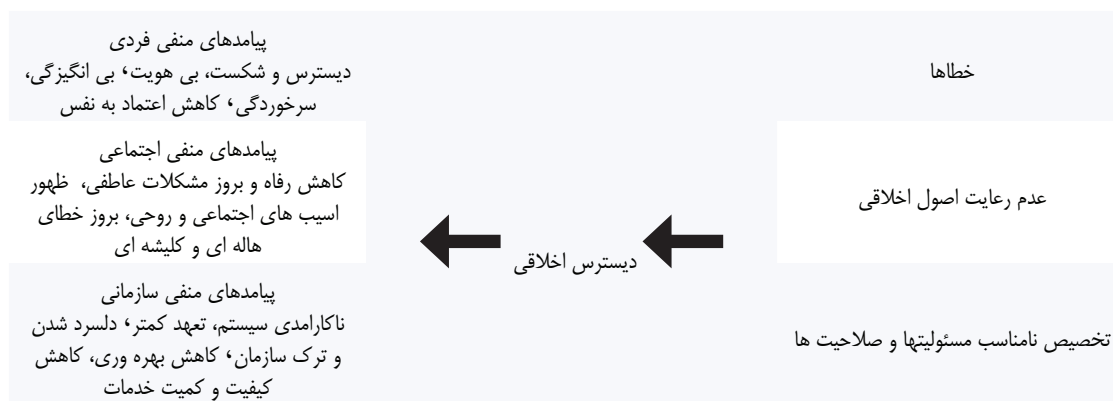 خطاها
عدم رعایت اصول اخلاقی
تخصیص نامناسب مسئولیتها و صلاحیت ها
دیسترس اخلاقی
پیامدهای منفی فردی
دیسترس و شکست، بی هویت، بی انگیزگی،
سرخوردگی، کاهش اعتماد به نفس
پیامدهای منفی اجتماعی
کاهش رفاه و بروز مشکلات عاطفی، ظهور
اسیب های اجتماعی و روحی، بروز خطای
هاله ای و کلیشه ای
پیامدهای منفی سازمانی
ناکارامدی سیستم، تعهد کمتر، دلسرد شدن
و ترک سازمان، کاهش بهره وری، کاهش
کیفیت و کمیت خدمات